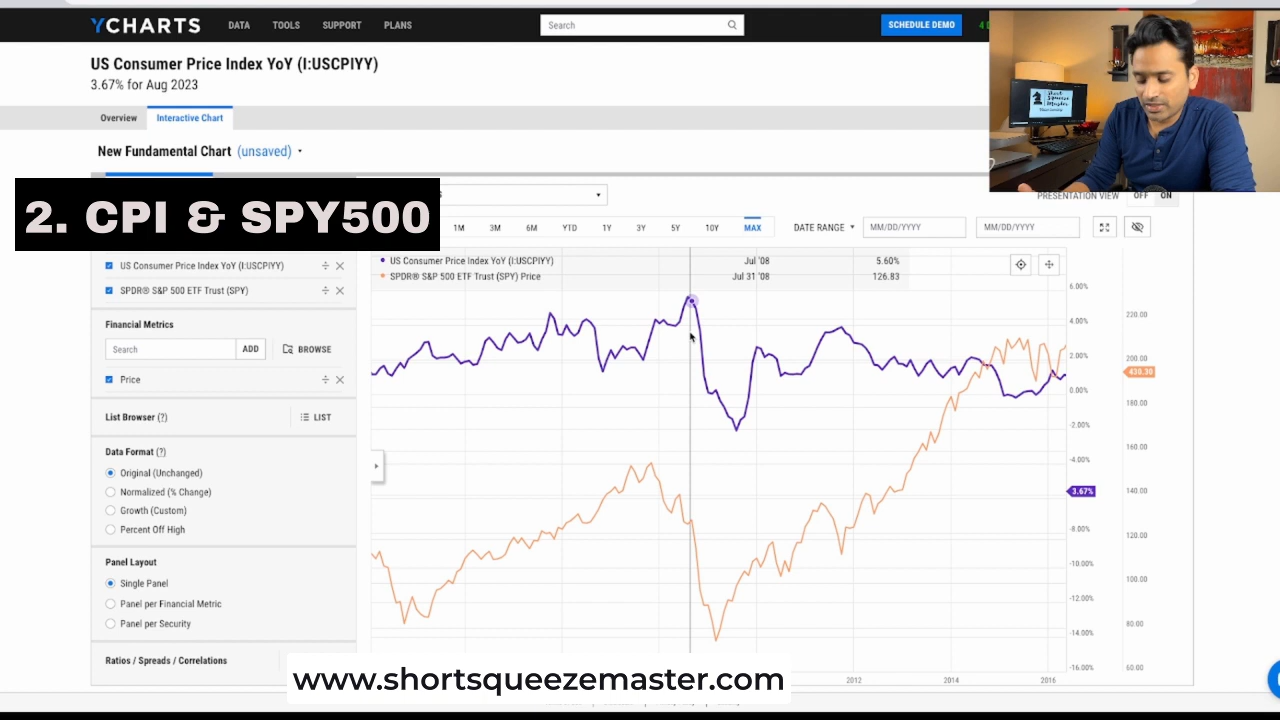 YCHARTS
DATA
TOOLS
SUPPORT
PLANS
Search
SCHEDULE DEMO
US Consumer Price Index YoY (I:USCPIYY)
3.67% for Aug 2023
Overview
Interactive Chart
New Fundamental Chart (unsaved)
Short Squeeze Master
PRESENTATION VIEW OFF ON
2. CPI & SPY500
1M 3M 6M YTD 1Y 3Y 5Y 10Y MAX
DATE RANGE
MM/DD/YYYY
MM/DD/YYYY
US Consumer Price Index YoY (I:USCPIYY)
SPDR® S&P 500 ETF Trust (SPY)
US Consumer Price Index YoY (I:USCPIYY) Jul '08 5.60%
SPDR® S&P 500 ETF Trust (SPY) Price Jul 31 '08 126.83
Financial Metrics
Search
ADD
BROWSE
Price
List Browser (?)
LIST
Data Format (?)
Original (Unchanged)
Normalized (% Change)
Growth (Custom)
Percent Off High
Panel Layout
Single Panel
Panel per Financial Metric
Panel per Security
Ratios / Spreads / Correlations
6.00%
4.00%
2.00%
0.00%
-2.00%
-4.00%
3.67%
-8.00%
-10.00%
-12.00%
-14.00%
-16.00%
220.00
200.00
430.30
180.00
160.00
140.00
120.00
100.00
80.00
60.00
2012
2014
2016
www.shortsqueezemaster.com